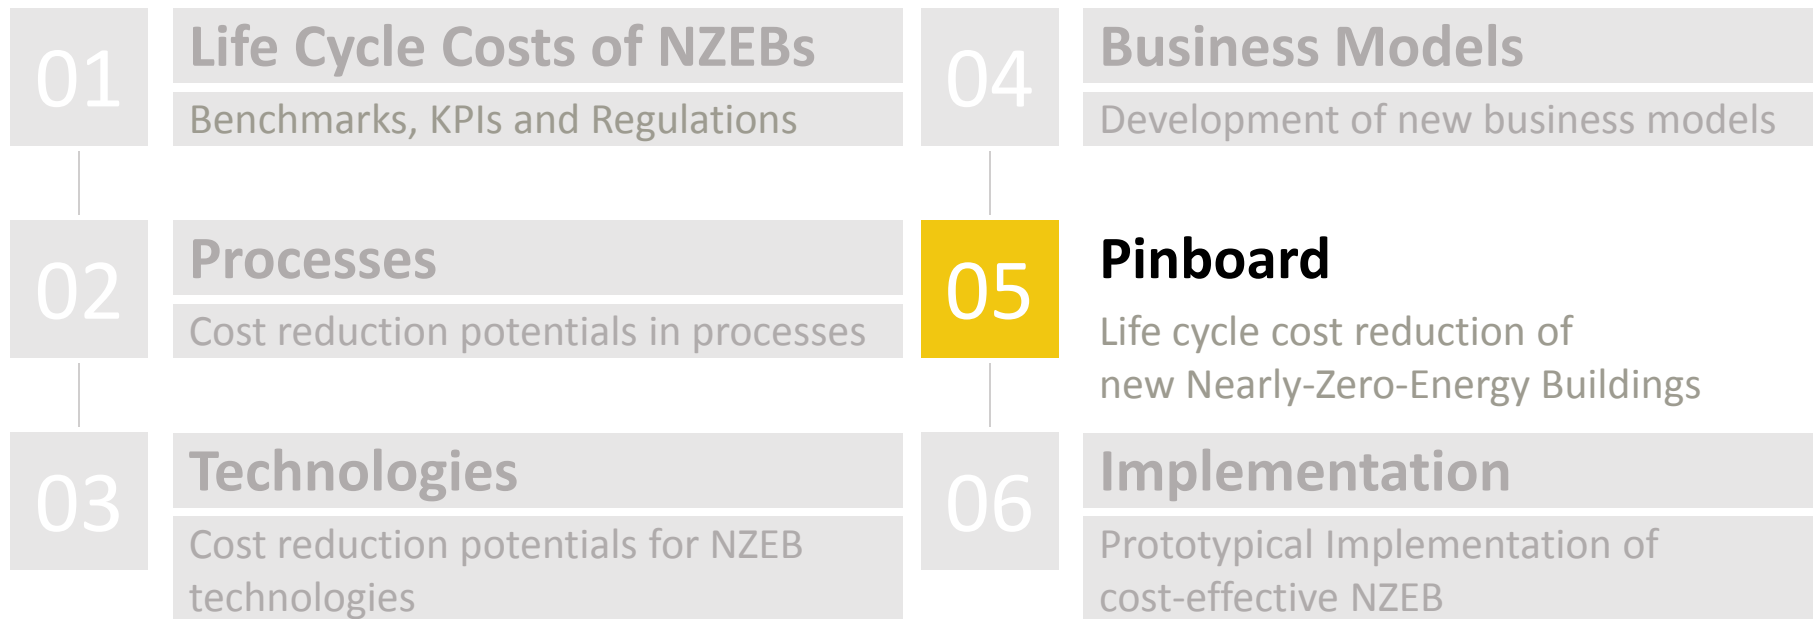 01
Life Cycle Costs of NZEBs
Benchmarks, KPIs and Regulations
02
Processes
Cost reduction potentials in processes
03
Technologies
Cost reduction potentials for NZEB
technologies
04
Business Models
Development of new business models
05
Pinboard
Life cycle cost reduction of
new Nearly-Zero-Energy Buildings
06
Implementation
Prototypical Implementation of
cost-effective NZEB